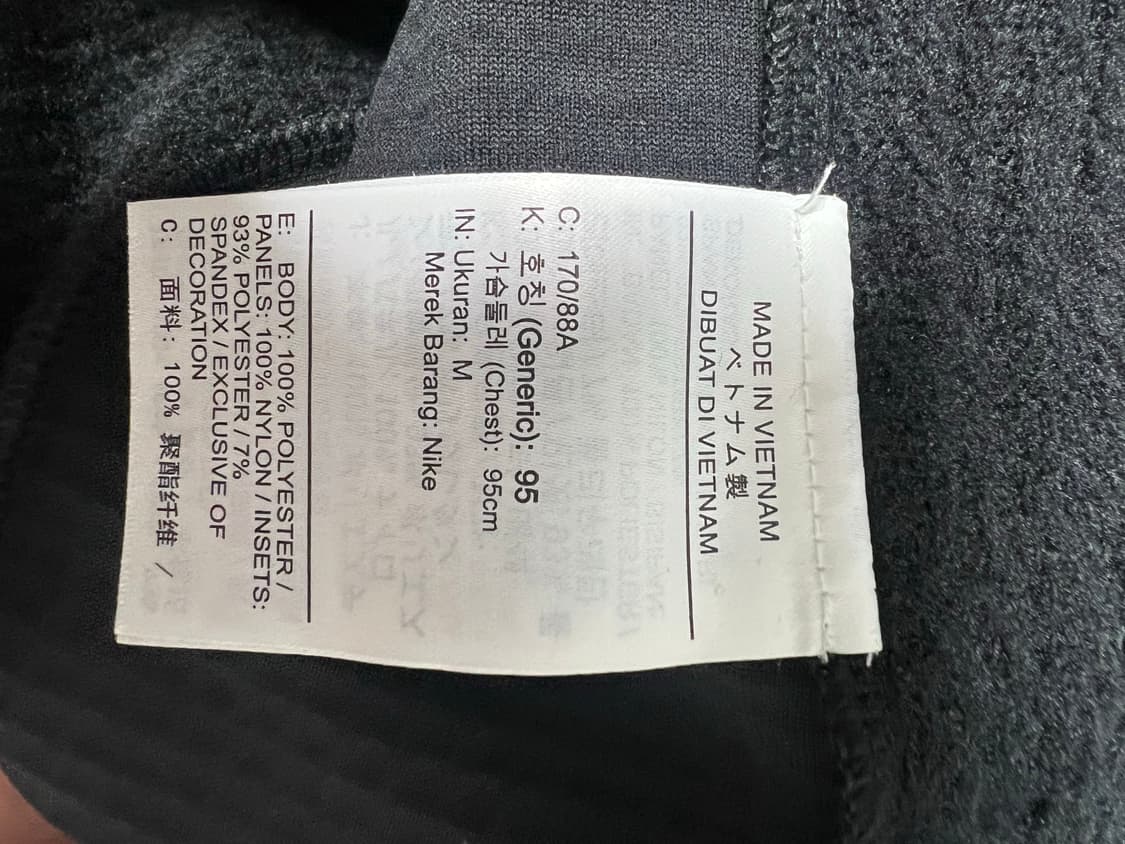 MADE IN VIETNAM
ベトナム製
DIBUAT DI VIETNAM
C: 170/88A
K: 호칭 (Generic): 95
가슴둘레 (Chest): 95cm
IN: Ukuran: M
Merek Barang: Nike
E: BODY: 100% POLYESTER /
PANELS: 100% NYLON / INSETS:
93% POLYESTER / 7%
SPANDEX / EXCLUSIVE OF
DECORATION
C: 面料: 100% 聚酯纤维 /